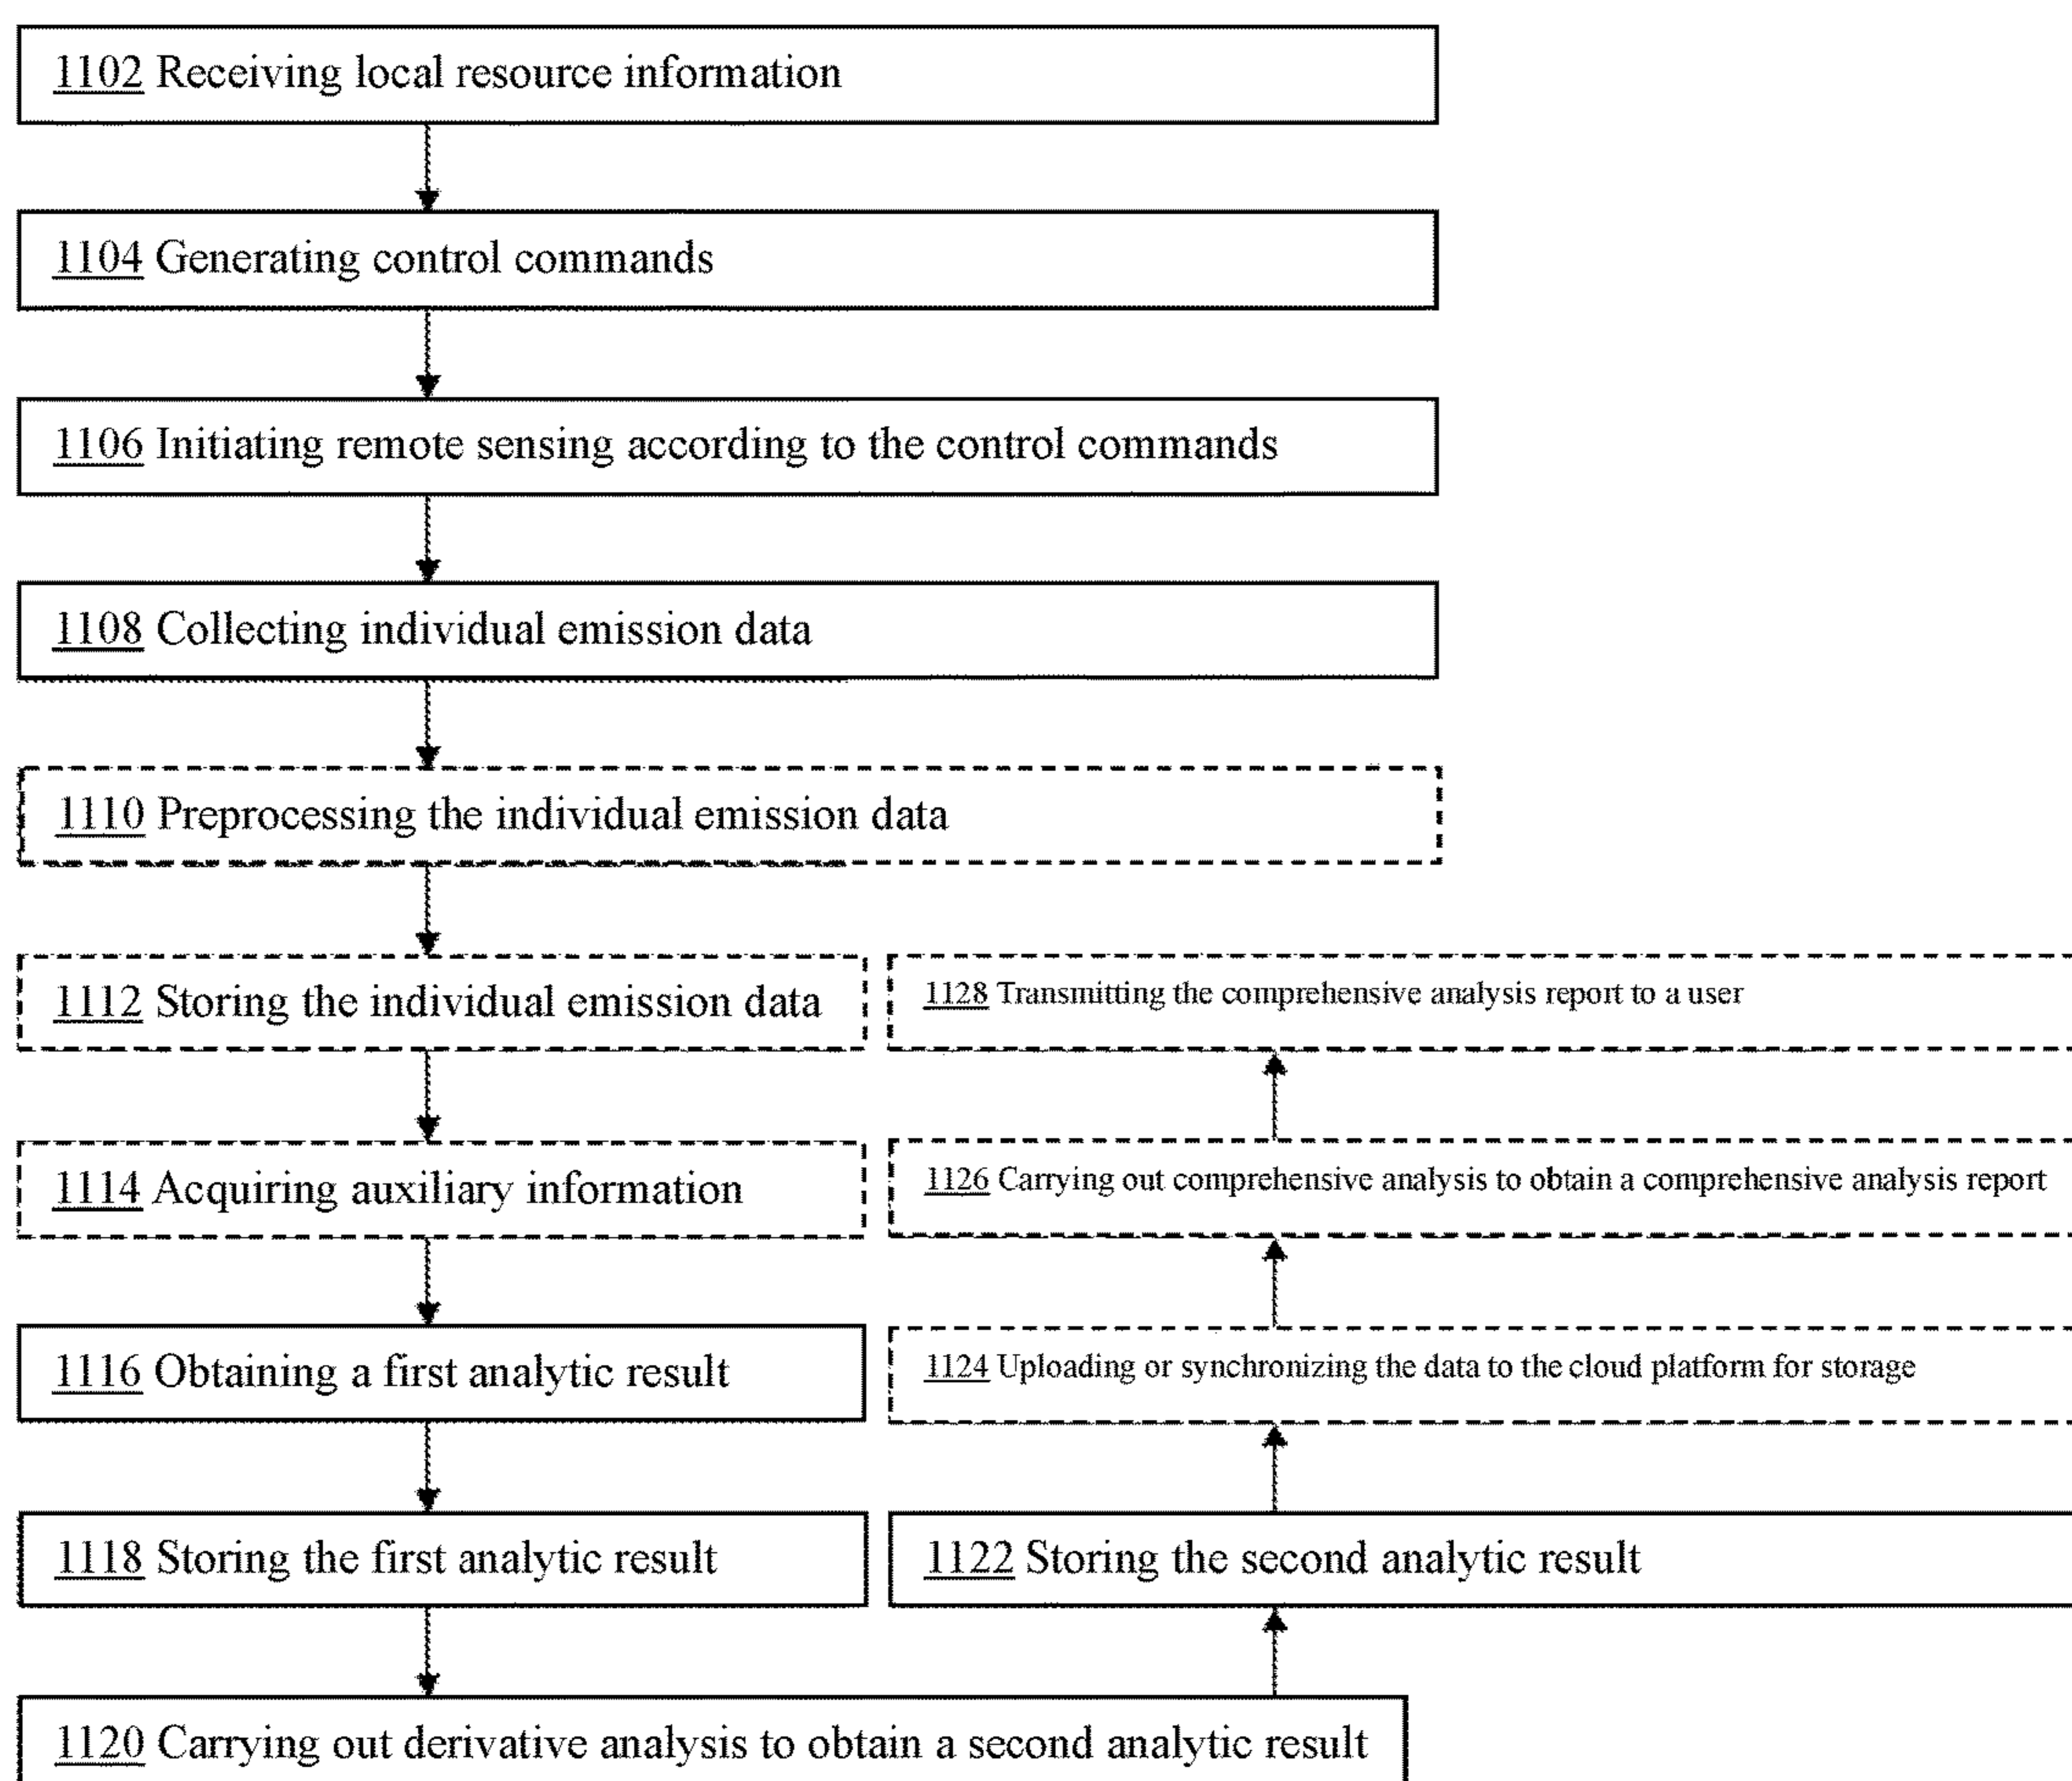 1102 Receiving local resource information
1104 Generating control commands
1106 Initiating remote sensing according to the control commands
1108 Collecting individual emission data
1110 Preprocessing the individual emission data
1112 Storing the individual emission data
1114 Acquiring auxiliary information
1116 Obtaining a first analytic result
1118 Storing the first analytic result
1120 Carrying out derivative analysis to obtain a second analytic result
1122 Storing the second analytic result
1124 Uploading or synchronizing the data to the cloud platform for storage
1126 Carrying out comprehensive analysis to obtain a comprehensive analysis report
1128 Transmitting the comprehensive analysis report to a user